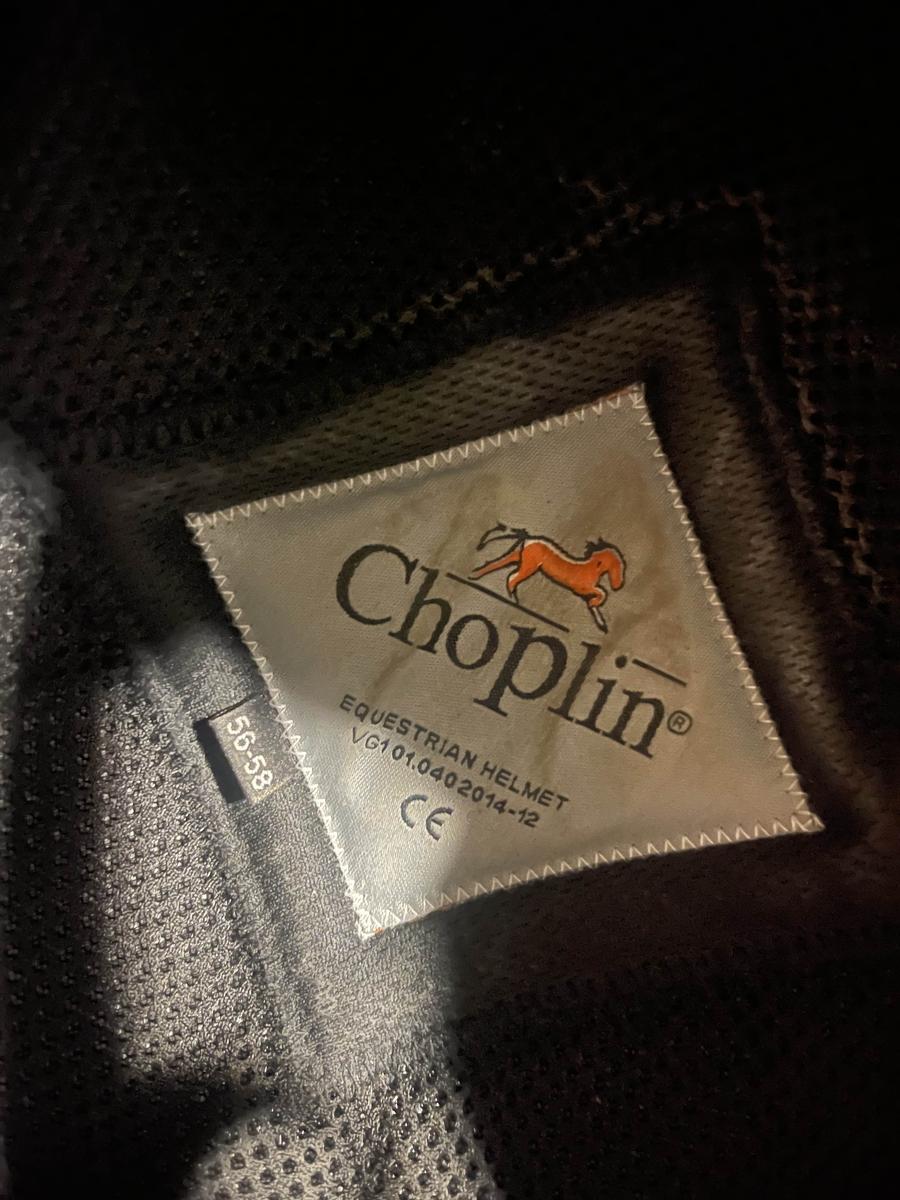 Choplin®
EQUESTRIAN HELMET
VG1 01.040 2014-12
CE
56-58